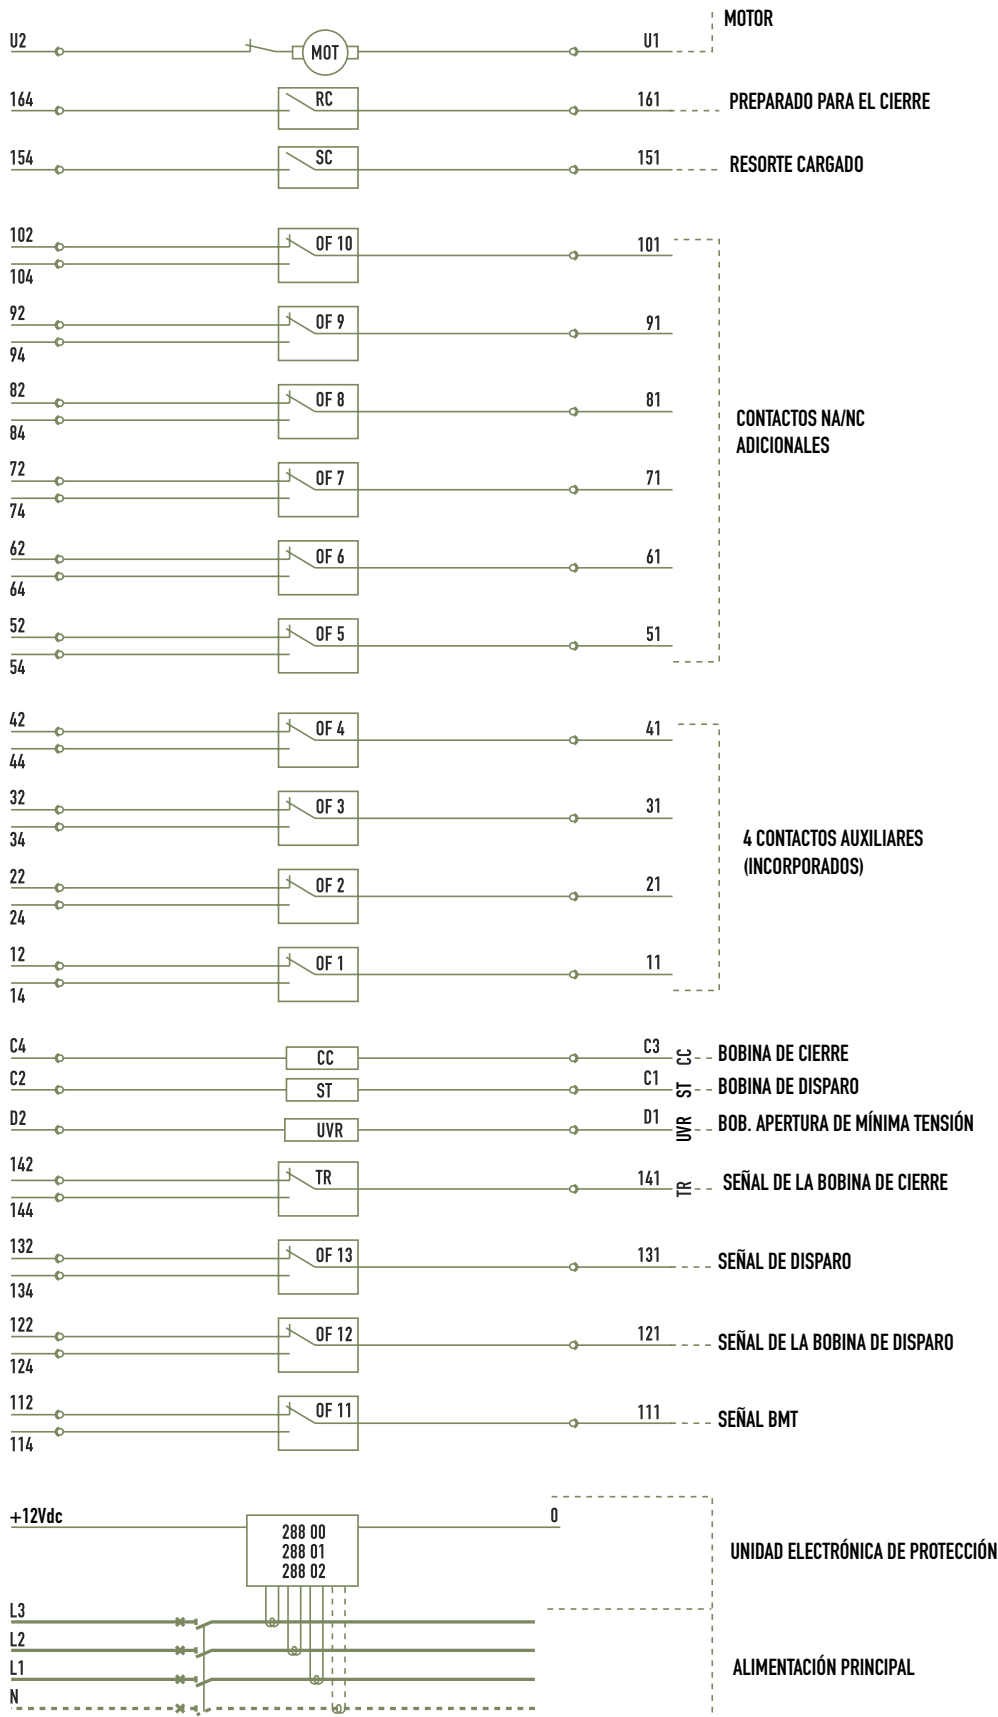 MOTOR
U2
MOT
U1
164
RC
161
PREPARADO PARA EL CIERRE
154
SC
151
RESORTE CARGADO
102
OF 10
101
104
92
OF 9
91
94
82
OF 8
81
84
CONTACTOS NA/NC
ADICIONALES
72
OF 7
71
74
62
OF 6
61
64
52
OF 5
51
54
42
OF 4
41
44
32
OF 3
31
34
4 CONTACTOS AUXILIARES
(INCORPORADOS)
22
OF 2
21
24
12
OF 1
11
14
C4
CC
C3
CC
BOBINA DE CIERRE
C2
ST
C1
ST
BOBINA DE DISPARO
D2
UVR
D1
UVR
BOB. APERTURA DE MÍNIMA TENSIÓN
142
TR
141
TR
SEÑAL DE LA BOBINA DE CIERRE
144
132
OF 13
131
SEÑAL DE DISPARO
134
122
OF 12
121
SEÑAL DE LA BOBINA DE DISPARO
124
112
OF 11
111
SEÑAL BMT
114
+12Vdc
0
288 00
288 01
288 02
UNIDAD ELECTRÓNICA DE PROTECCIÓN
L3
L2
L1
ALIMENTACIÓN PRINCIPAL
N